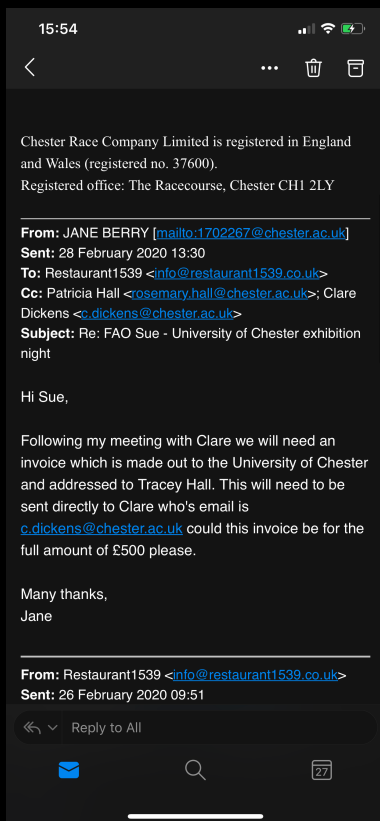 15:54
Chester Race Company Limited is registered in England
and Wales (registered no. 37600).
Registered office: The Racecourse, Chester CH1 2LY
From: JANE BERRY [mailto:1702267@chester.ac.uk]
Sent: 28 February 2020 13:30
To: Restaurant1539 <info@restaurant1539.co.uk>
Cc: Patricia Hall <rosemary.hall@chester.ac.uk>; Clare
Dickens <c.dickens@chester.ac.uk>
Subject: Re: FAO Sue - University of Chester exhibition
night
Hi Sue,
Following my meeting with Clare we will need an
invoice which is made out to the University of Chester
and addressed to Tracey Hall. This will need to be
sent directly to Clare who's email is
c.dickens@chester.ac.uk could this invoice be for the
full amount of £500 please.
Many thanks,
Jane
From: Restaurant1539 <info@restaurant1539.co.uk>
Sent: 26 February 2020 09:51
Reply to All
27